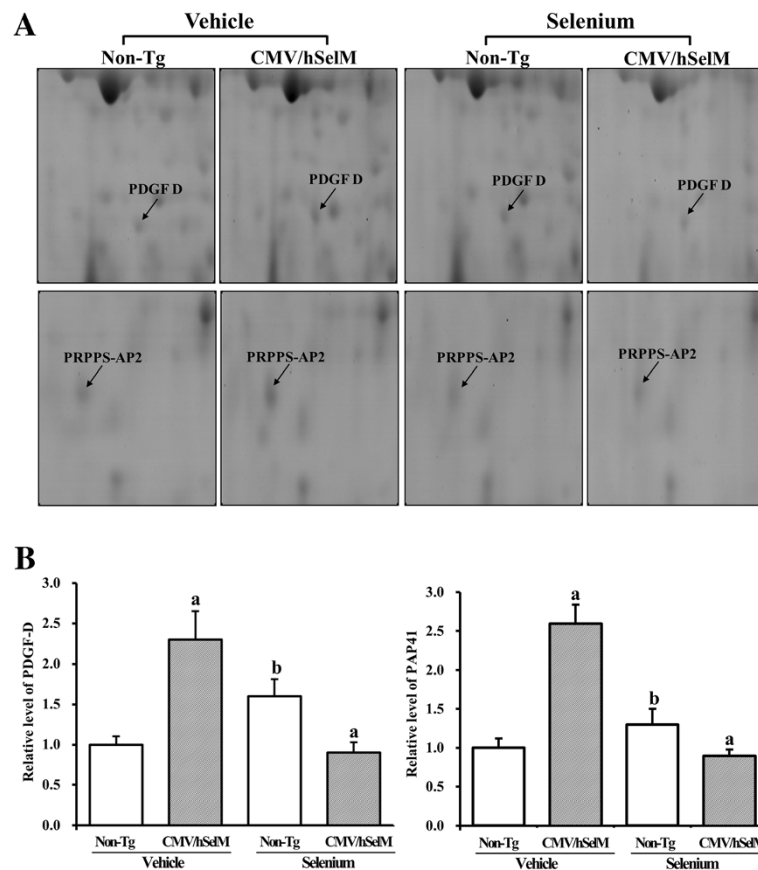 A
Vehicle
Selenium
Non-Tg
CMV/hSelM
Non-Tg
CMV/hSelM
PDGF D
PDGF D
PDGF D
PDGF D
PRPPS-AP2
PRPPS-AP2
PRPPS-AP2
PRPPS-AP2
B
Relative level of PDGF-D
3.0
2.5
2.0
1.5
1.0
0.5
0.0
a
b
a
Non-Tg
CMV/hSelM
Non-Tg
CMV/hSelM
Vehicle
Selenium
Relative level of PAP41
3.0
2.5
2.0
1.5
1.0
0.5
0.0
a
b
a
Non-Tg
CMV/hSelM
Non-Tg
CMV/hSelM
Vehicle
Selenium